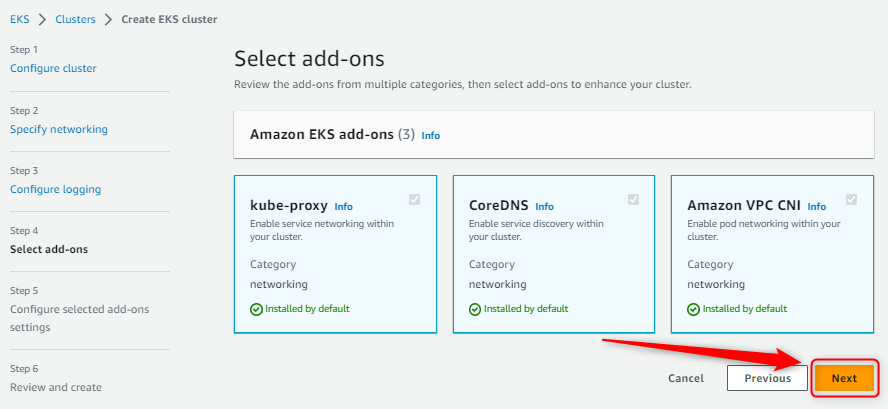 EKS > Clusters > Create EKS cluster
Step 1
Configure cluster
Step 2
Specify networking
Step 3
Configure logging
Step 4
Select add-ons
Step 5
Configure selected add-ons
settings
Step 6
Review and create
Select add-ons
Review the add-ons from multiple categories, then select add-ons to enhance your cluster.
Amazon EKS add-ons (3) Info
kube-proxy Info
Enable service networking within
your cluster.
Category
networking
Installed by default
CoreDNS Info
Enable service discovery within
your cluster.
Category
networking
Installed by default
Amazon VPC CNI Info
Enable pod networking within your
cluster.
Category
networking
Installed by default
Cancel Previous Next